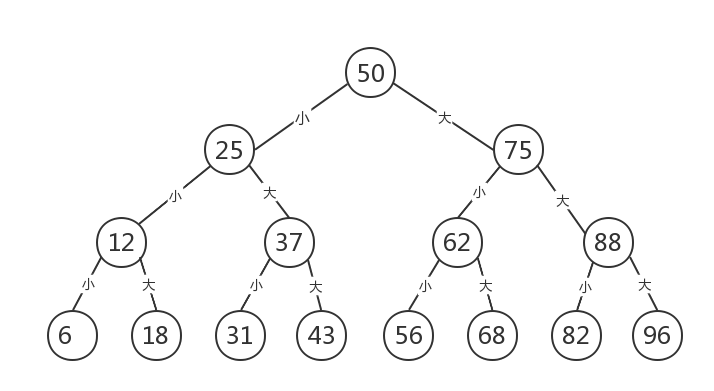 50
小 大
25 75
小 大 小 大
12 37 62 88
小 大 小 大 小 大 小 大
6 18 31 43 56 68 82 96